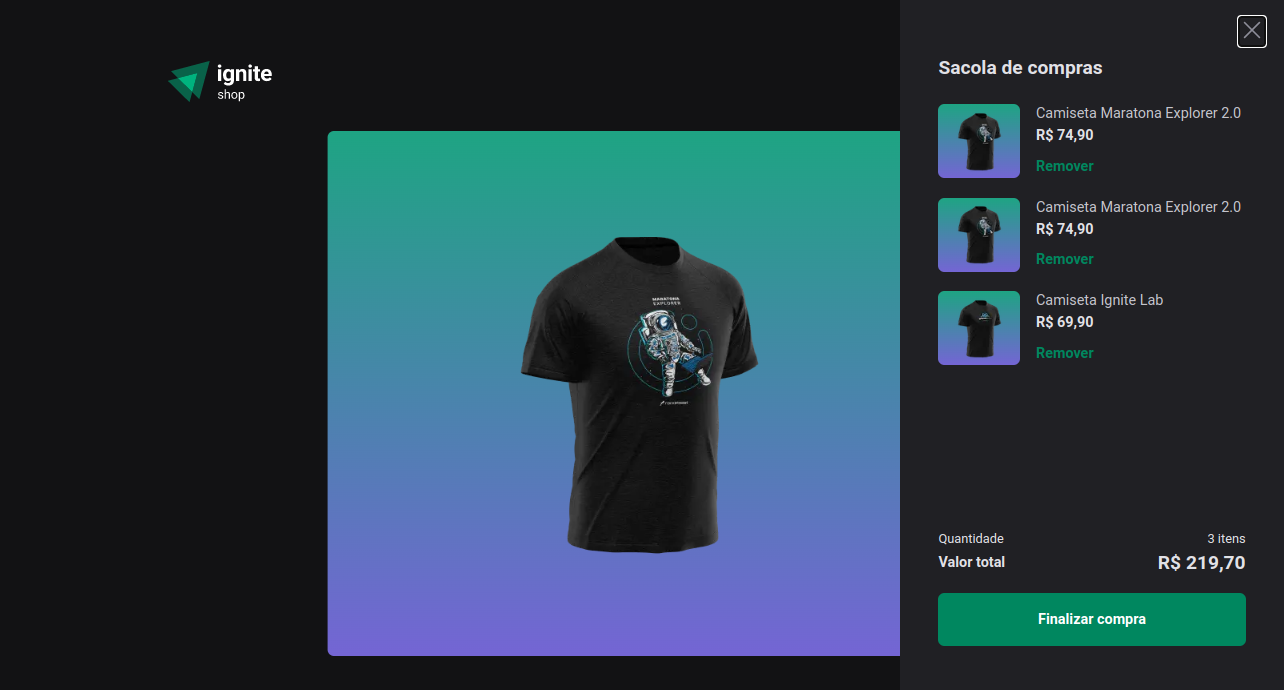 ignite
shop
MARATONA
EXPLORER
Sacola de compras
Camiseta Maratona Explorer 2.0
R$ 74,90
Remover
Camiseta Maratona Explorer 2.0
R$ 74,90
Remover
Camiseta Ignite Lab
R$ 69,90
Remover
Quantidade
3 itens
Valor total
R$ 219,70
Finalizar compra